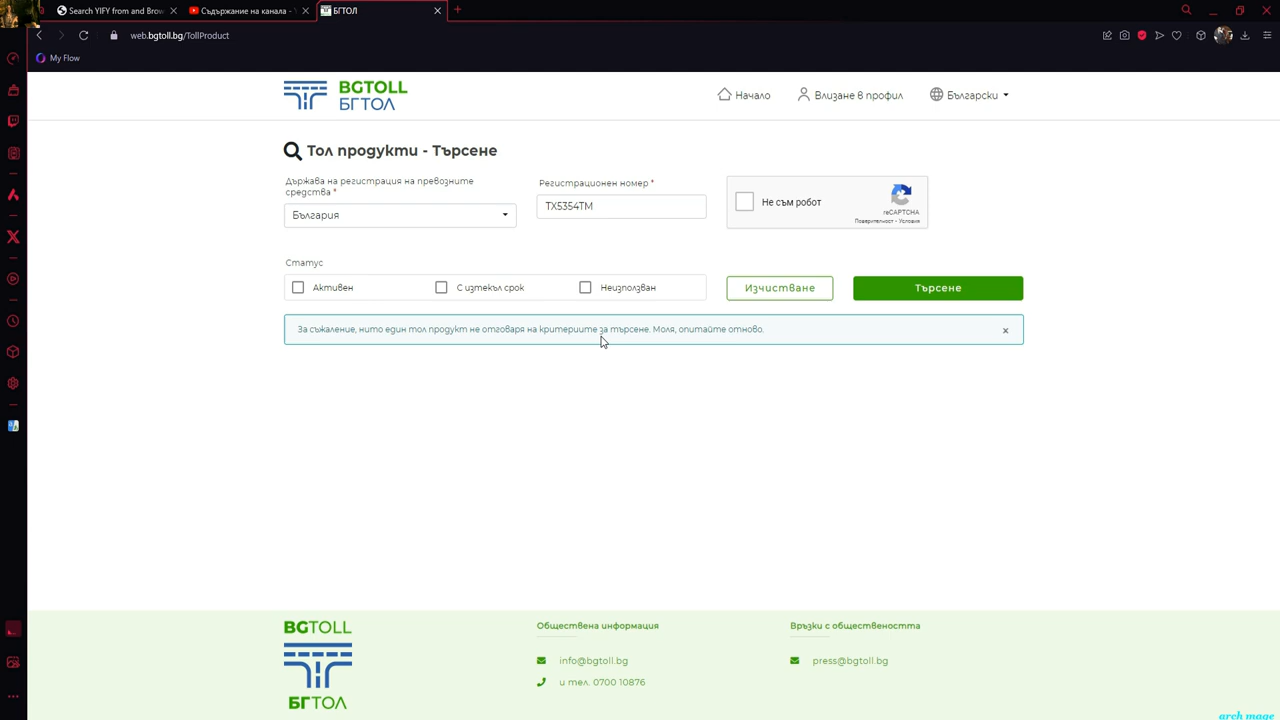 Search YIFY from and Brow
Съдържание на канала -
БГТОЛ
web.bgtoll.bg/TollProduct
My Flow
BGTOLL
БГТОЛ
Начало
Влизане в профил
Български
Тол продукти - Търсене
Държава на регистрация на превозните
средства *
България
Регистрационен номер *
TX5354TM
Не съм робот
reCAPTCHA
Поверителност - Условия
Статус
Активен
С изтекъл срок
Неизползван
Изчистване
Търсене
За съжаление, нито един тол продукт не отговаря на критериите за търсене. Моля, опитайте отново.
BGTOLL
БГТОЛ
Обществена информация
info@bgtoll.bg
и тел. 0700 10876
Връзки с обществеността
press@bgtoll.bg
arch mage